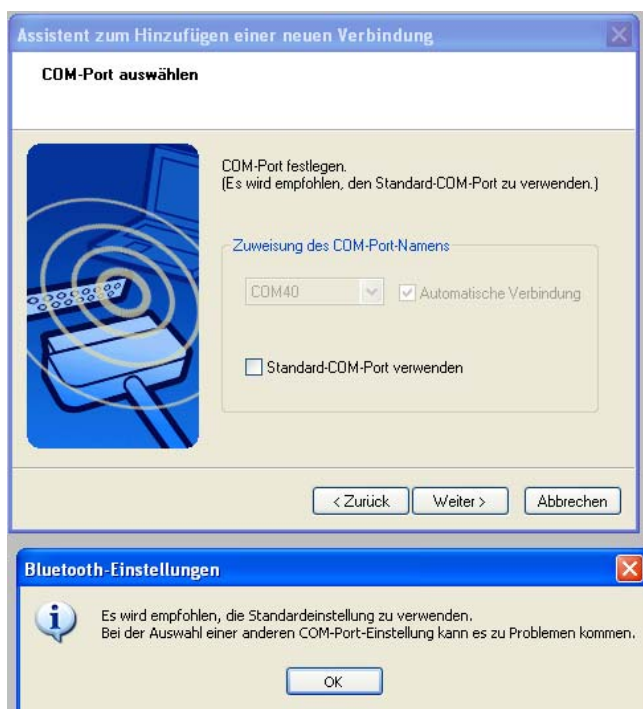 Assistent zum Hinzufügen einer neuen Verbindung
COM-Port auswählen
COM-Port festlegen.
(Es wird empfohlen, den Standard-COM-Port zu verwenden.)
Zuweisung des COM-Port-Namens
COM40
Automatische Verbindung
Standard-COM-Port verwenden
< Zurück
Weiter >
Abbrechen
Bluetooth-Einstellungen
Es wird empfohlen, die Standardeinstellung zu verwenden.
Bei der Auswahl einer anderen COM-Port-Einstellung kann es zu Problemen kommen.
OK